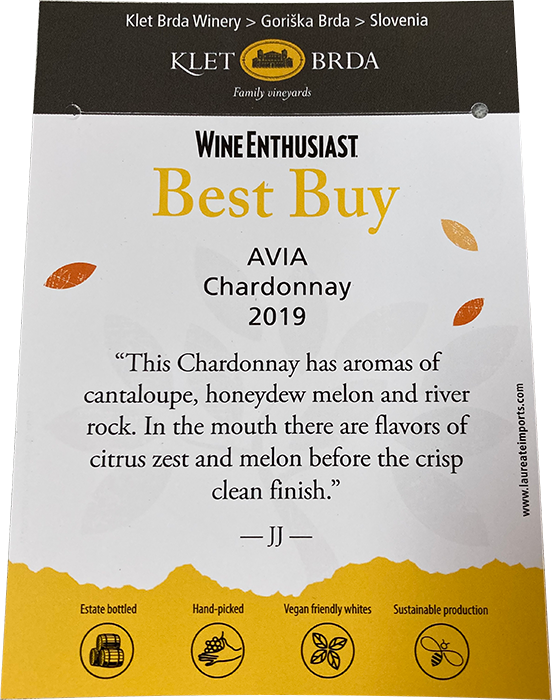 Klet Brda Winery > Goriška Brda > Slovenia
KLET BRDA
Family vineyards
WINE ENTHUSIAST
Best Buy
AVIA
Chardonnay
2019
“This Chardonnay has aromas of
cantaloupe, honeydew melon and river
rock. In the mouth there are flavors of
citrus zest and melon before the crisp
clean finish.”
— JJ —
www.laureateimports.com
Estate bottled
Hand-picked
Vegan friendly whites
Sustainable production